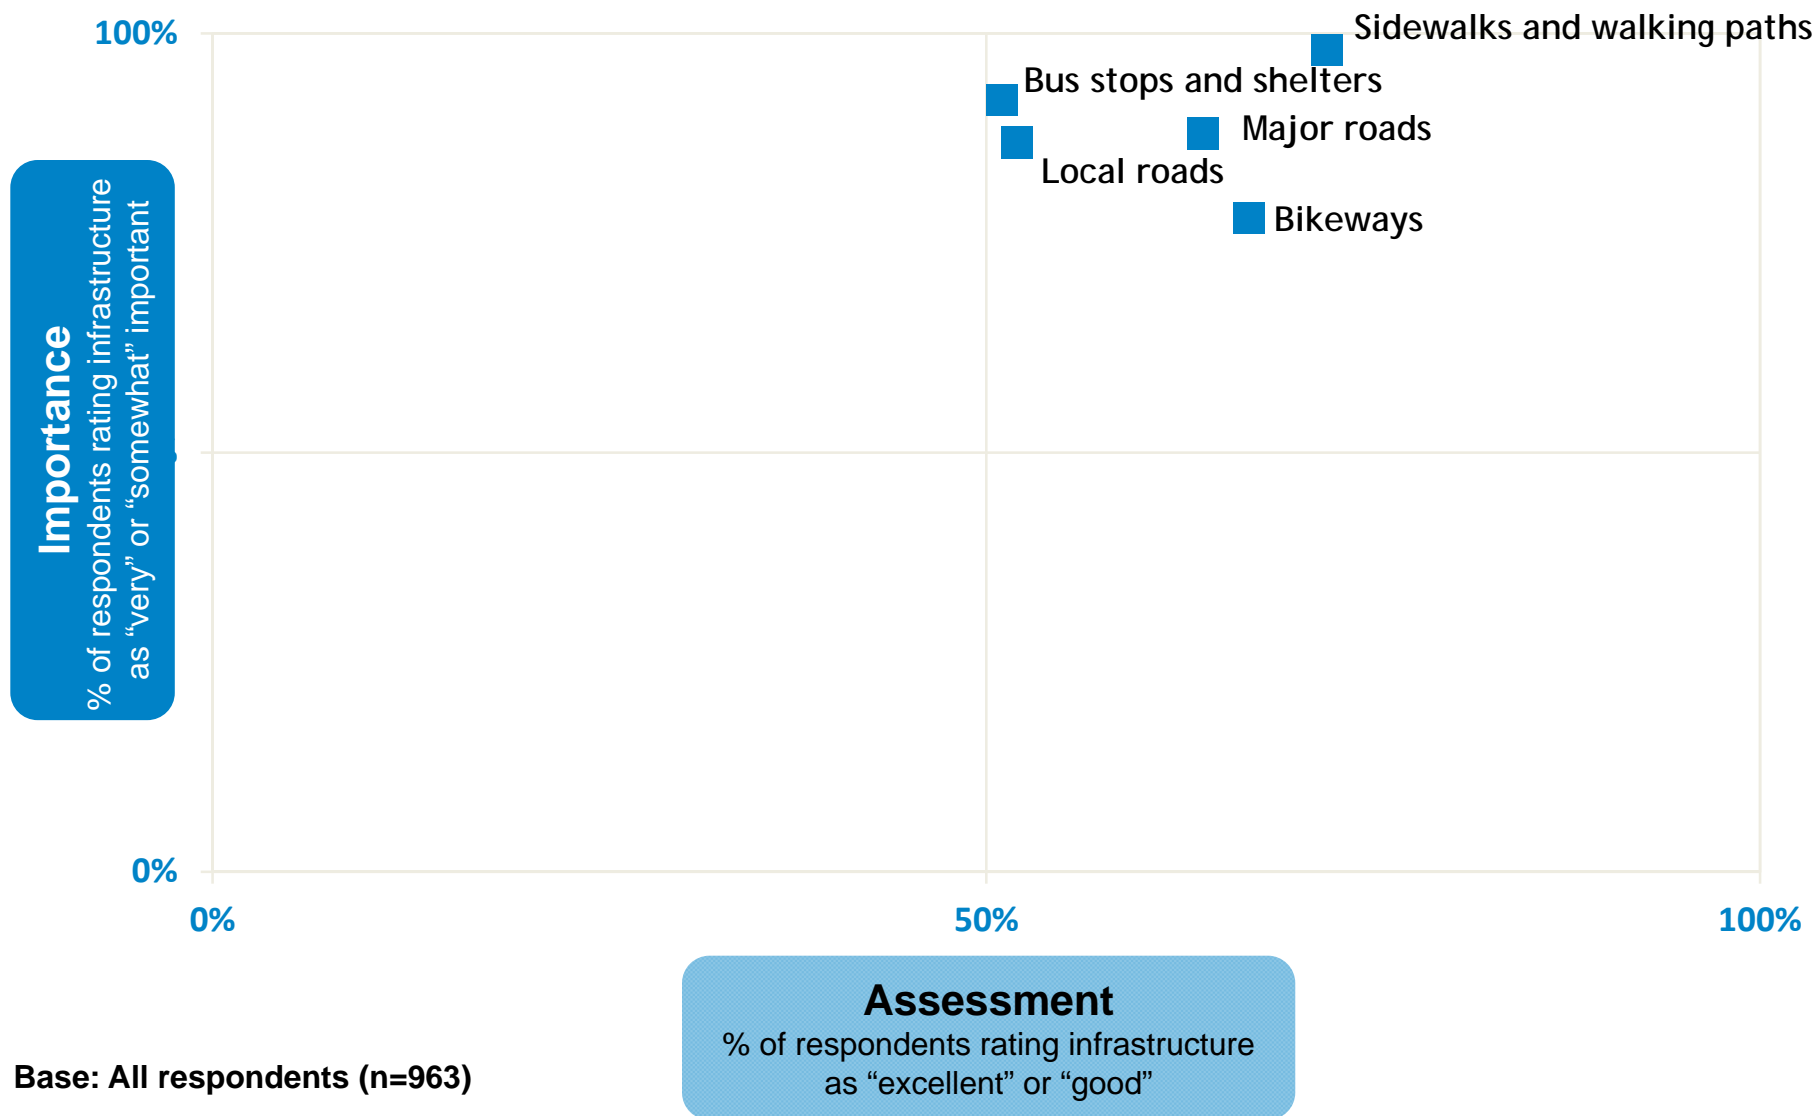 100%
Sidewalks and walking paths
Bus stops and shelters
Major roads
Local roads
Bikeways
Importance
% of respondents rating infrastructure
as “very” or “somewhat” important
0%
0%
50%
100%
Assessment
% of respondents rating infrastructure
as “excellent” or “good”
Base: All respondents (n=963)